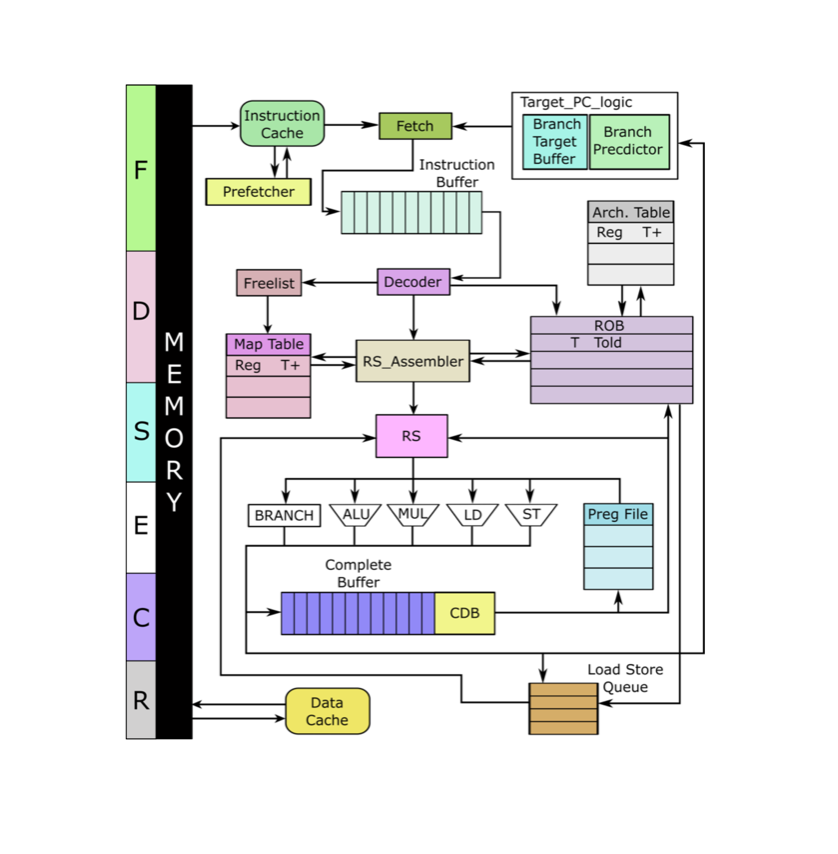 F
D
S
E
C
R
M
E
M
O
R
Y
Instruction
Cache
Prefetcher
Fetch
Target_PC_logic
Branch
Target
Buffer
Branch
Precdictor
Instruction
Buffer
Arch. Table
Reg T+
Freelist
Decoder
Map Table
Reg T+
RS_Assembler
ROB
T Told
RS
BRANCH
ALU
MUL
LD
ST
Preg File
Complete
Buffer
CDB
Load Store
Queue
Data
Cache